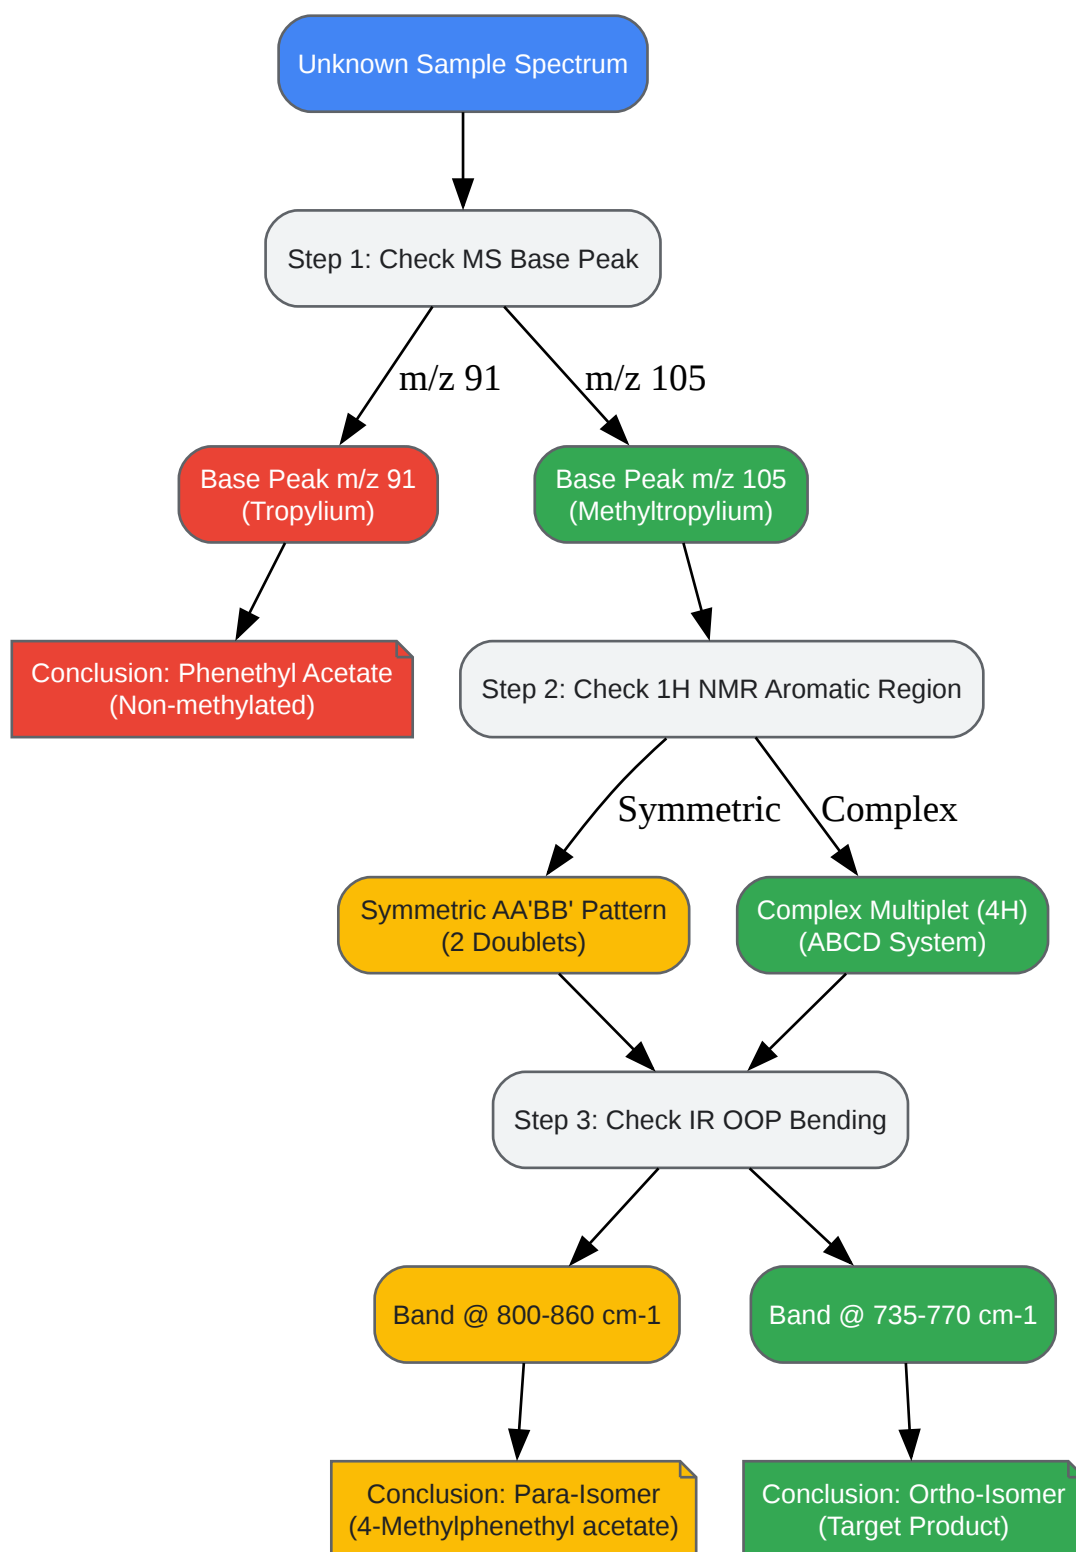 Unknown Sample Spectrum
Step 1: Check MS Base Peak
m/z 91
m/z 105
Base Peak m/z 91
(Tropylium)
Base Peak m/z 105
(Methyltropylium)
Conclusion: Phenethyl Acetate
(Non-methylated)
Step 2: Check 1H NMR Aromatic Region
Symmetric
Complex
Symmetric AA'BB' Pattern
(2 Doublets)
Complex Multiplet (4H)
(ABCD System)
Step 3: Check IR OOP Bending
Band @ 800-860 cm-1
Band @ 735-770 cm-1
Conclusion: Para-Isomer
(4-Methylphenethyl acetate)
Conclusion: Ortho-Isomer
(Target Product)